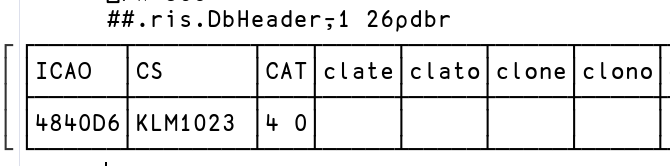 ##.ris.DbHeader⍪1 26⍴dbr
ICAO CS CAT clate clato clone clono
4840D6 KLM1023 4 0